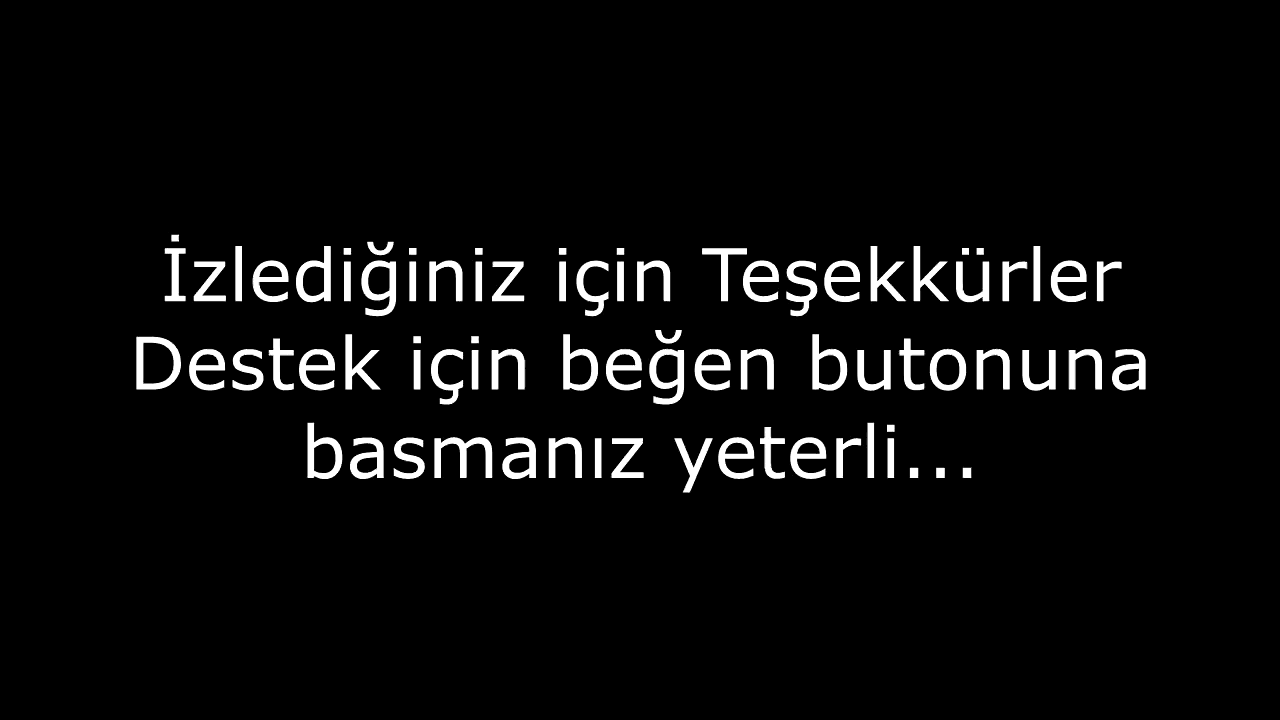 İzlediğiniz için Teşekkürler
Destek için beğen butonuna
basmanız yeterli...